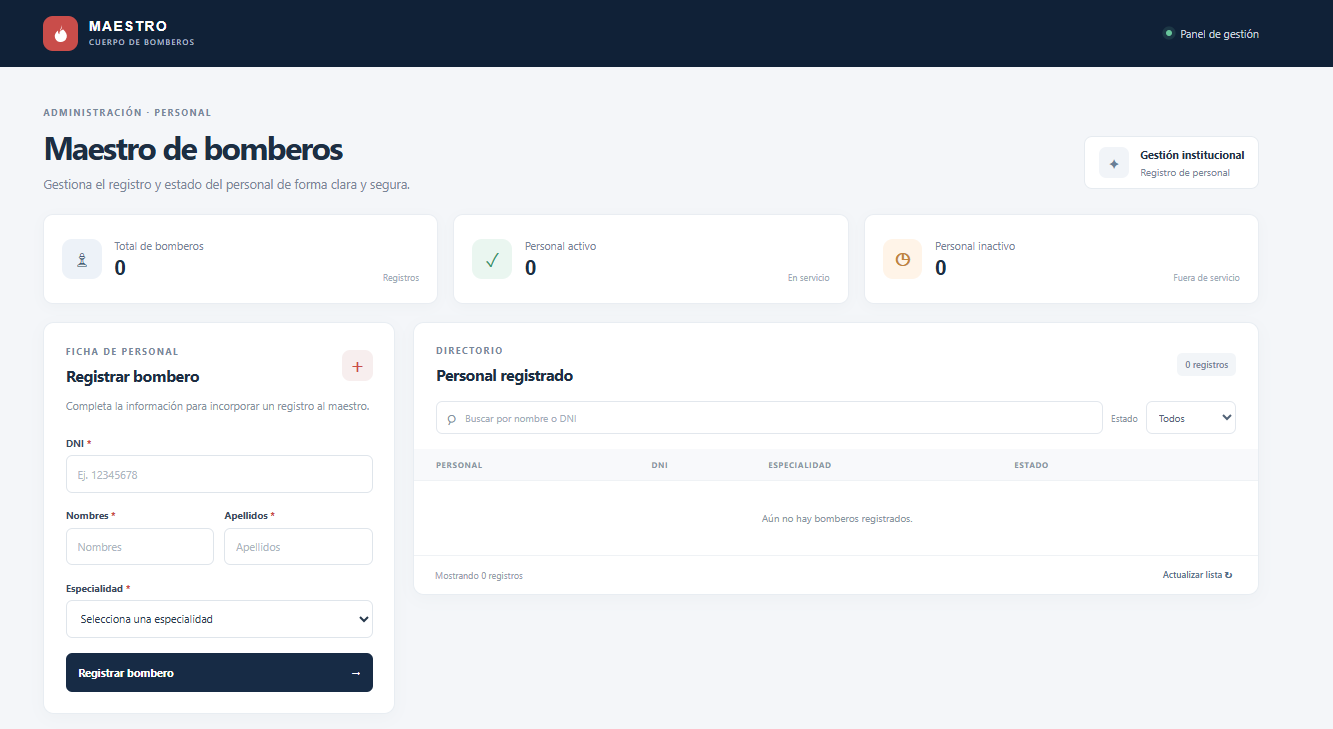 MAESTRO
CUERPO DE BOMBEROS
Panel de gestión
ADMINISTRACIÓN · PERSONAL
Maestro de bomberos
Gestiona el registro y estado del personal de forma clara y segura.
Gestión institucional
Registro de personal
Total de bomberos
0
Registros
Personal activo
0
En servicio
Personal inactivo
0
Fuera de servicio
FICHA DE PERSONAL
Registrar bombero
Completa la información para incorporar un registro al maestro.
DNI *
Ej. 12345678
Nombres *
Apellidos *
Nombres
Apellidos
Especialidad *
Selecciona una especialidad
Registrar bombero →
DIRECTORIO
Personal registrado
0 registros
Buscar por nombre o DNI
Estado
Todos
PERSONAL DNI ESPECIALIDAD ESTADO
Aún no hay bomberos registrados.
Mostrando 0 registros
Actualizar lista ↻